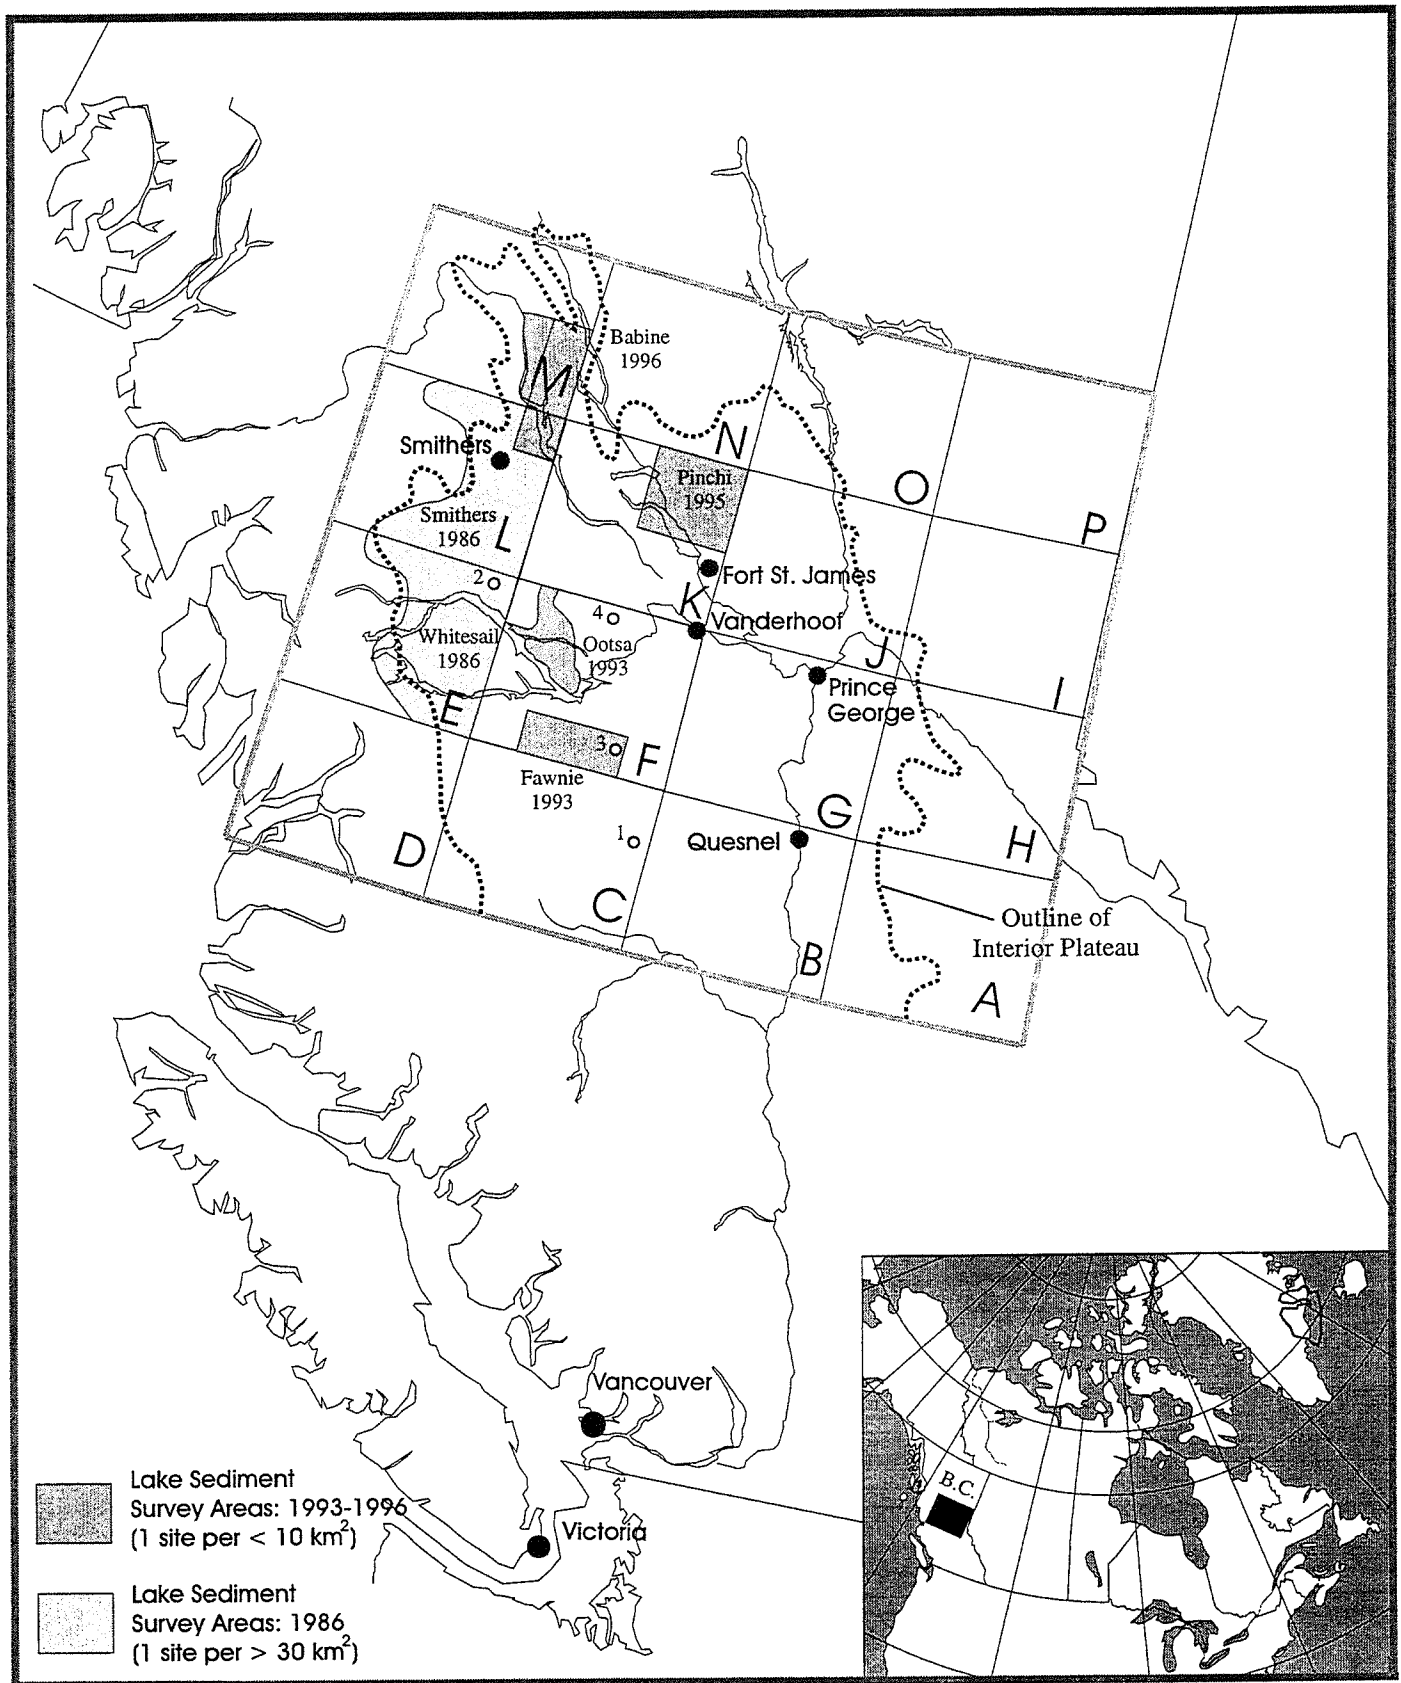 Babine
1996
M
Smithers
N
Pinchi
1995
O
P
Smithers
1986
L
2
Fort St. James
K
4
Vanderhoof
Whitesail
1986
Ootsa
1993
J
Prince
George
I
E
3
F
Fawnie
1993
1
G
Quesnel
H
D
C
Outline of
Interior Plateau
B
A
Vancouver
Lake Sediment
Survey Areas: 1993-1996
(1 site per < 10 km²)
Victoria
Lake Sediment
Survey Areas: 1986
(1 site per > 30 km²)
B.C.